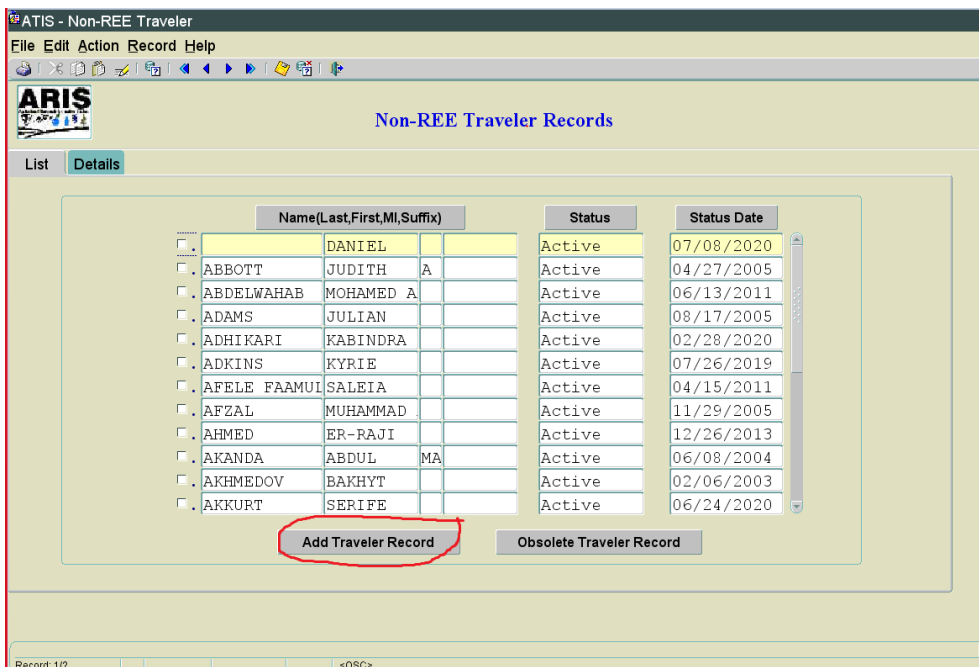 ATIS - Non-REE Traveler
File Edit Action Record Help
ARIS
Non-REE Traveler Records
List Details
Name(Last,First,MI,Suffix) Status Status Date
DANIEL Active 07/08/2020
ABBOTT JUDITH A Active 04/27/2005
ABDELWAHAB MOHAMED A Active 06/13/2011
ADAMS JULIAN Active 08/17/2005
ADHIKARI KABINDRA Active 02/28/2020
ADKINS KYRIE Active 07/26/2019
AFELE FAAMUL SALEIA Active 04/15/2011
AFZAL MUHAMMAD Active 11/29/2005
AHMED ER-RAJI Active 12/26/2013
AKANDA ABDUL MA Active 06/08/2004
AKHMEDOV BAKHYT Active 02/06/2003
AKKURT SERIFE Active 06/24/2020
Add Traveler Record Obsolete Traveler Record
Record: 1/? <OSC>